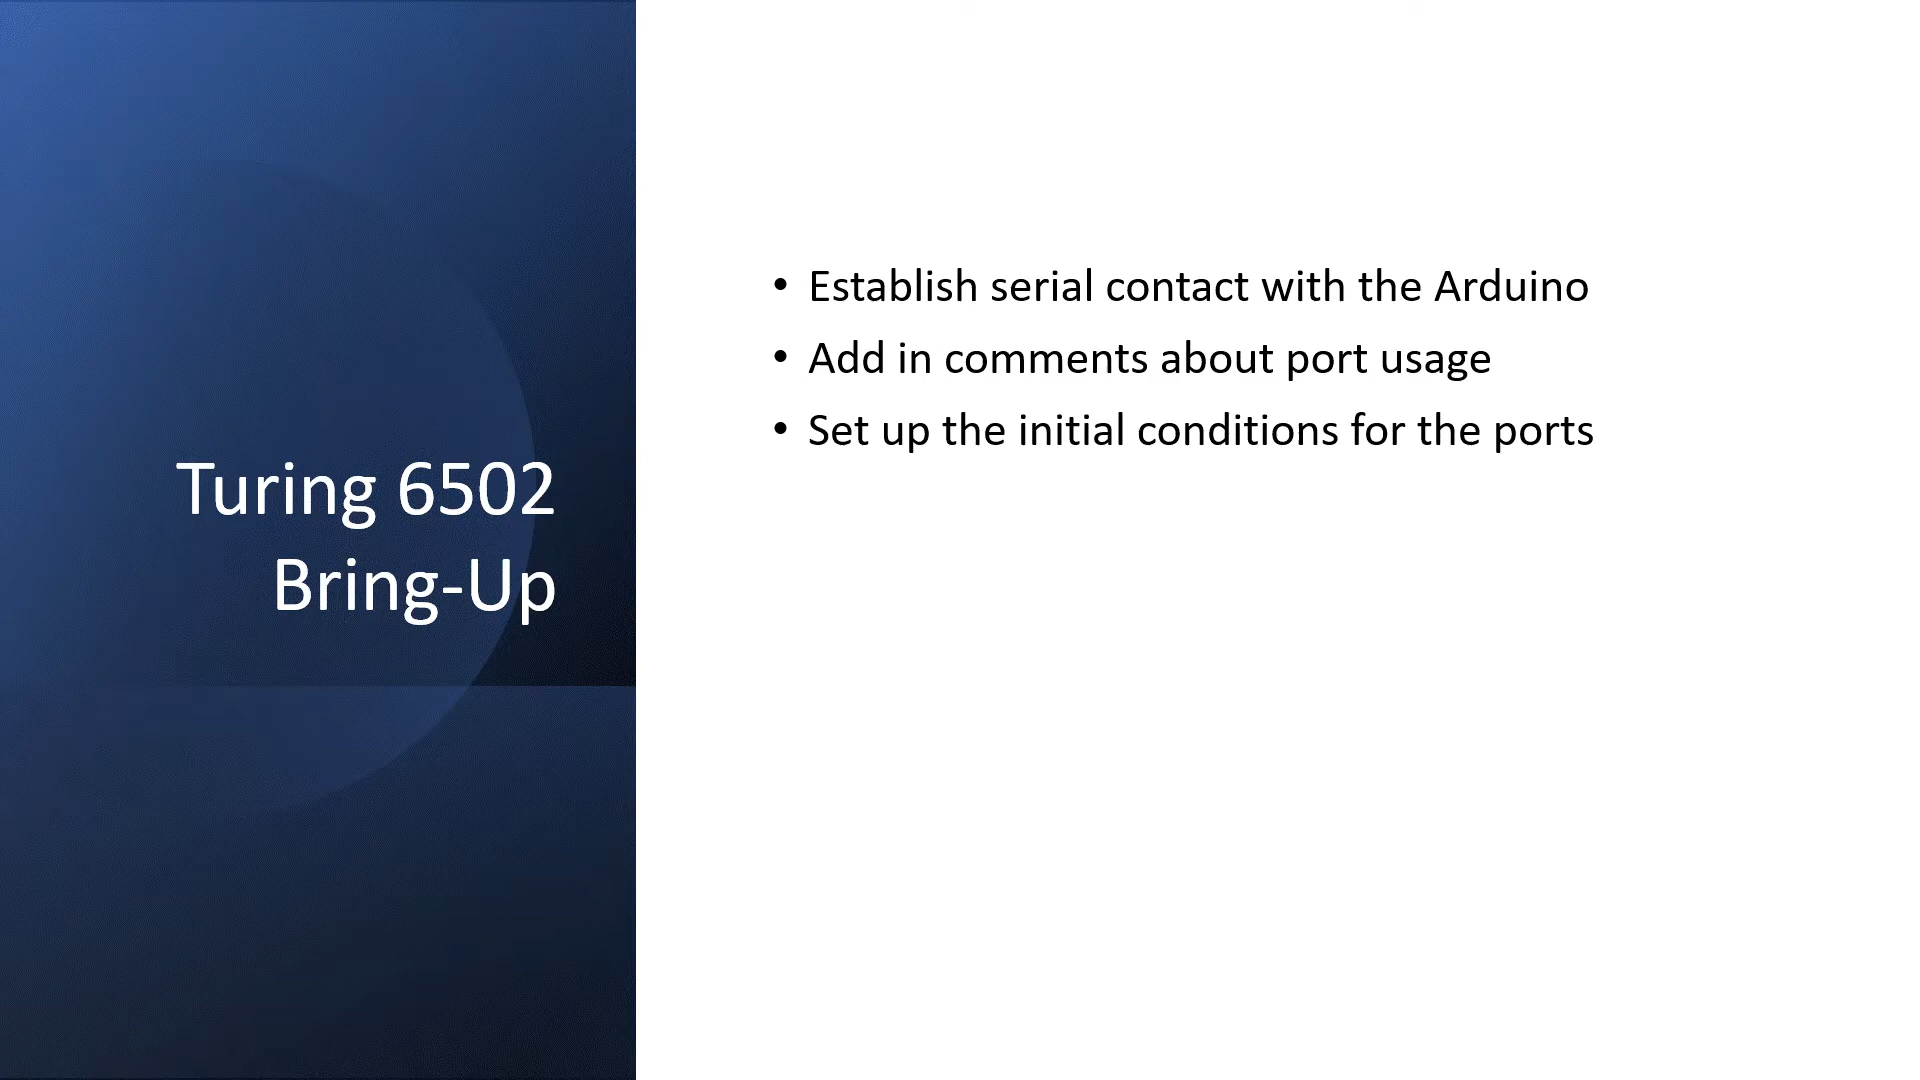 Turing 6502
Bring-Up
• Establish serial contact with the Arduino
• Add in comments about port usage
• Set up the initial conditions for the ports